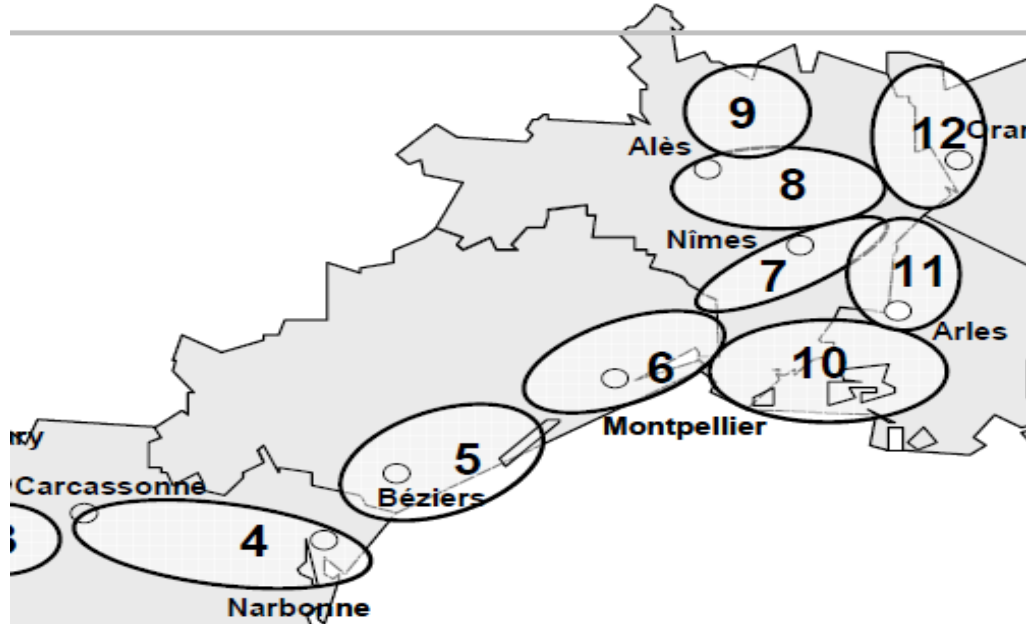 9
12
Alès
8
Nîmes
7
11
Arles
6
10
Montpellier
5
Carcassonne
Béziers
4
Narbonne